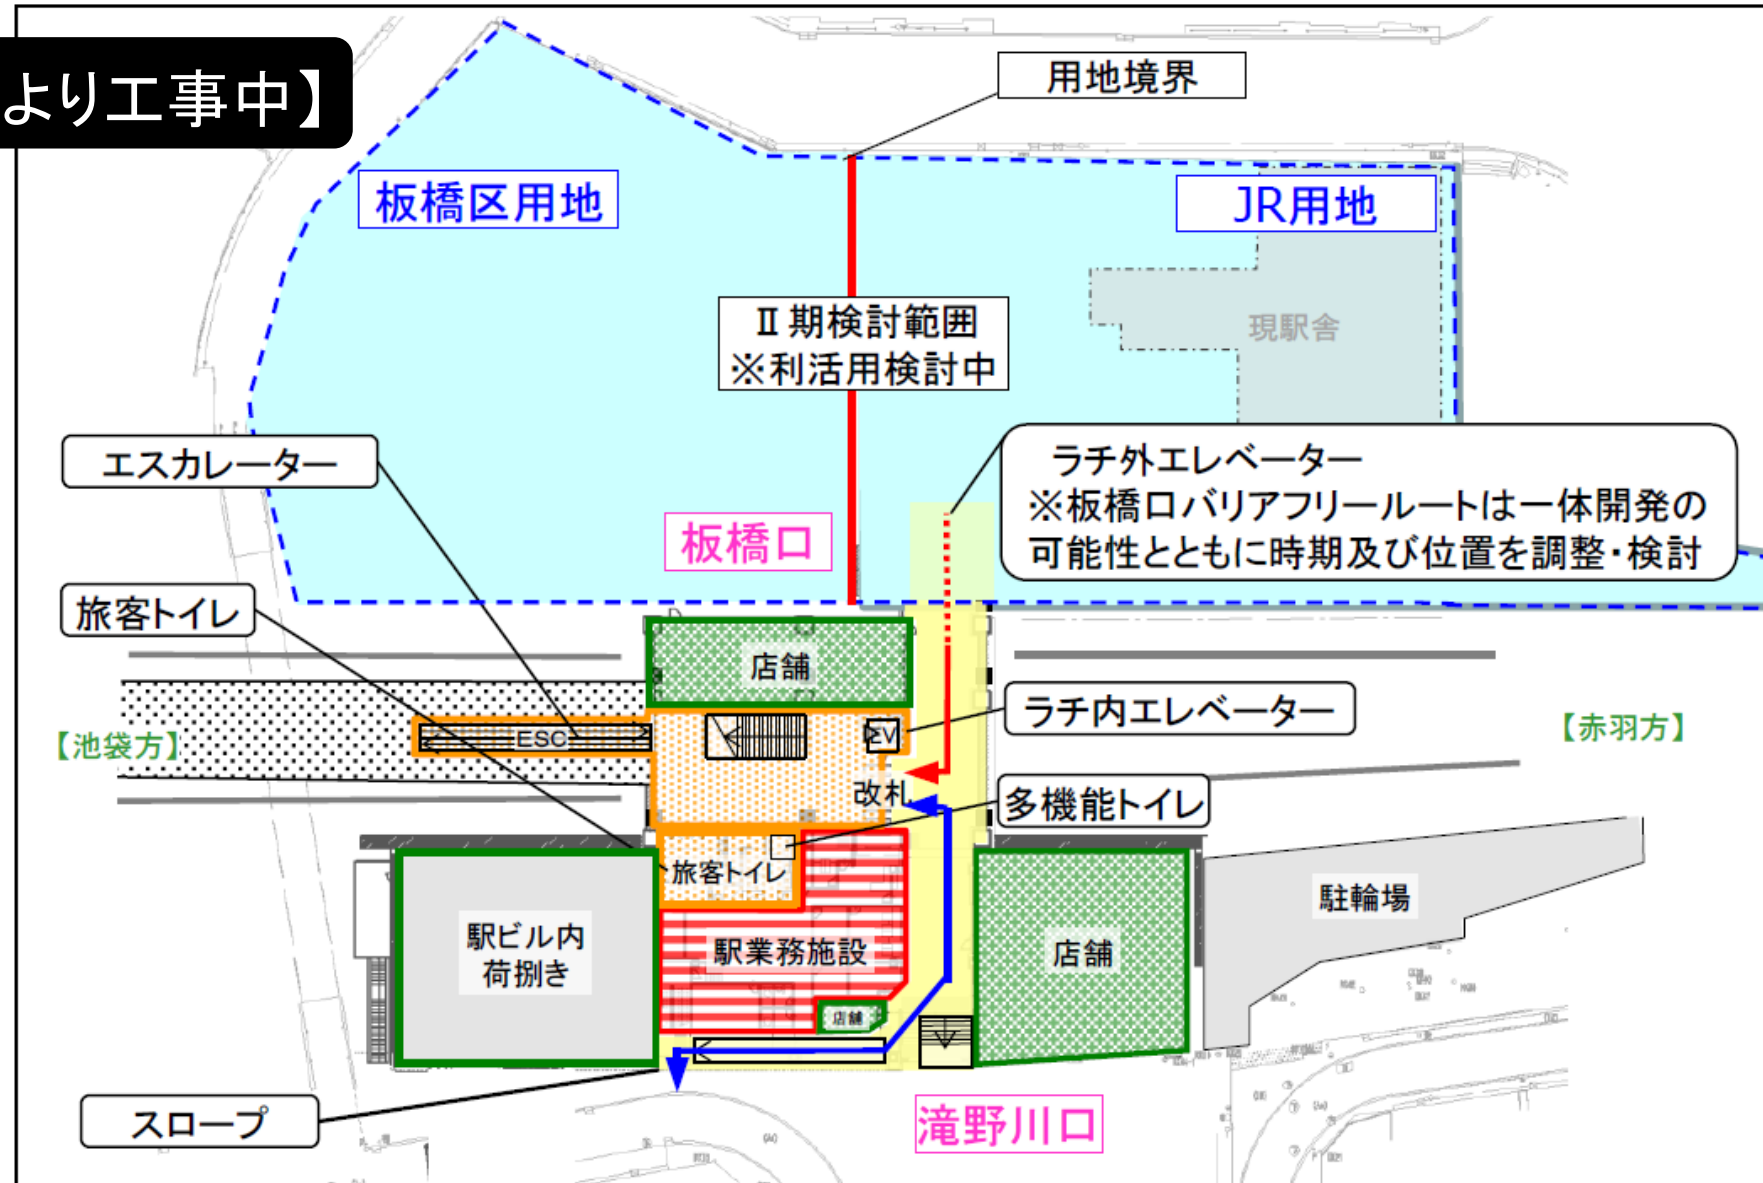 より工事中】
用地境界
板橋区用地
JR用地
Ⅱ期検討範囲
※利活用検討中
現駅舎
エスカレーター
ラチ外エレベーター
※板橋口バリアフリールートは一体開発の
可能性とともに時期及び位置を調整・検討
板橋口
旅客トイレ
店舗
ラチ内エレベーター
【池袋方】
ESC
EV
【赤羽方】
改札
多機能トイレ
旅客トイレ
駅ビル内
荷捌き
駅業務施設
店舗
店舗
駐輪場
スロープ
滝野川口